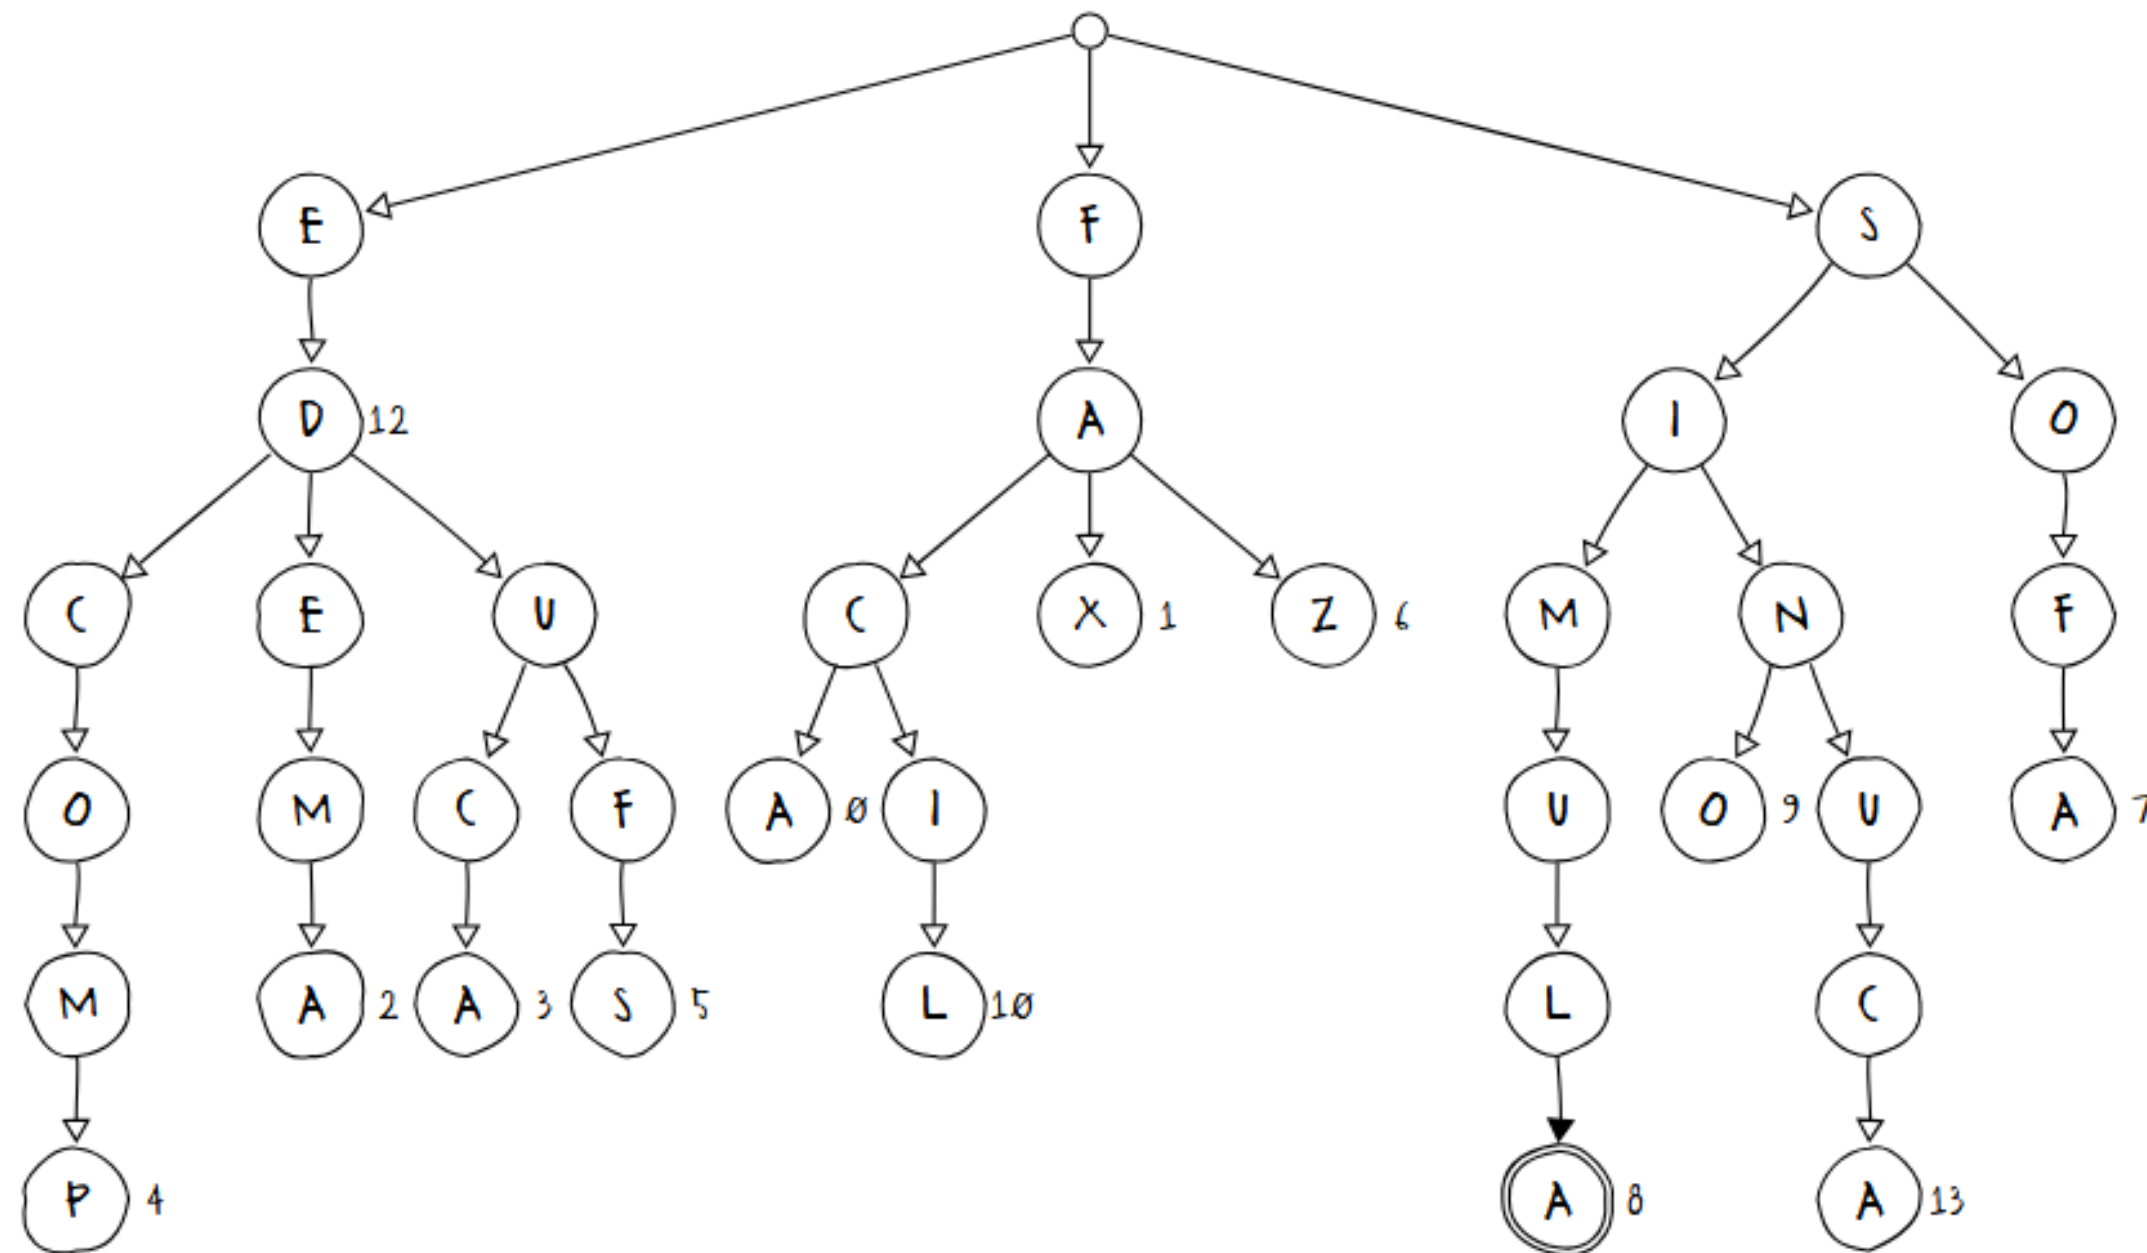 E F S
D 12 A I O
C E U C X 1 Z 6 M N F
O M C F A 0 I U O 9 U A 7
M A 2 A 3 S 5 L 10 L C
P 4 A 8 A 13